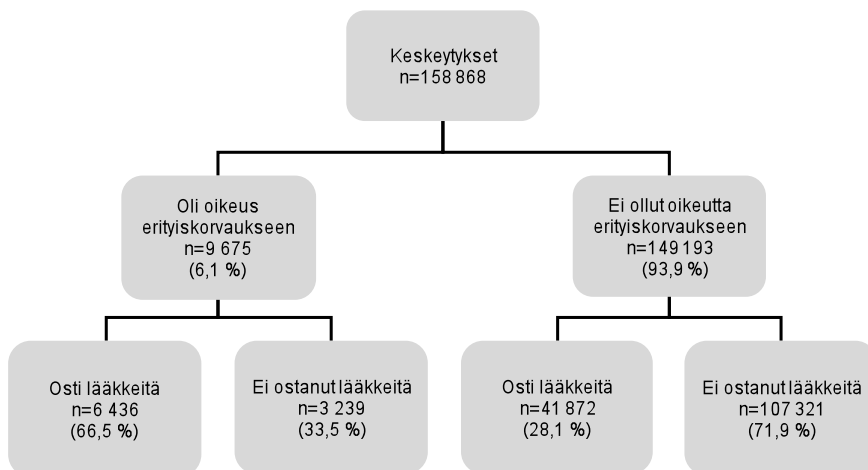 Keskeytykset
n=158 868
Oli oikeus
erityiskorvaukseen
n=9 675
(6,1 %)
Ei ollut oikeutta
erityiskorvaukseen
n=149 193
(93,9 %)
Osti lääkkeitä
n=6 436
(66,5 %)
Ei ostanut lääkkeitä
n=3 239
(33,5 %)
Osti lääkkeitä
n=41 872
(28,1 %)
Ei ostanut lääkkeitä
n=107 321
(71,9 %)